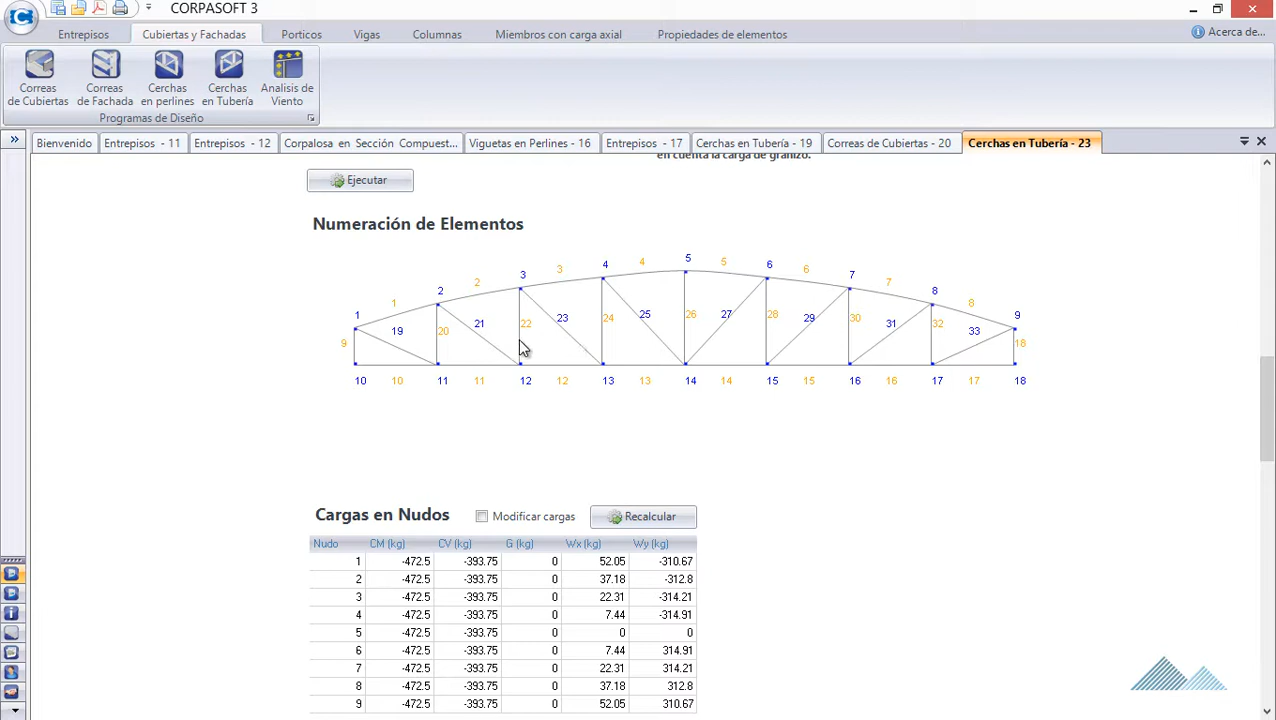 CORPASOFT 3
Entrepisos Cubiertas y Fachadas Porticos Vigas Columnas Miembros con carga axial Propiedades de elementos Acerca de...
Correas de Cubiertas
Correas de Fachada
Cerchas en perlines
Cerchas en Tubería
Analisis de Viento
Programas de Diseño
Bienvenido Entrepisos - 11 Entrepisos - 12 Corpalosa en Sección Compuest... Viguetas en Perlines - 16 Entrepisos - 17 Cerchas en Tubería - 19 Correas de Cubiertas - 20 Cerchas en Tubería - 23
en cuenta la carga de granizo.
Ejecutar
Numeración de Elementos
5
3 4 4 5 6
2 3 6 7
2 7 8
1 8
1 9
19 20 21 22 23 24 25 26 27 28 29 30 31 32 33
9 18
10 10 11 11 12 12 13 13 14 14 15 15 16 16 17 17 18
Cargas en Nudos Modificar cargas Recalcular
Nudo CM (kg) CV (kg) G (kg) Wx (kg) Wy (kg)
1 -472.5 -393.75 0 52.05 -310.67
2 -472.5 -393.75 0 37.18 -312.8
3 -472.5 -393.75 0 22.31 -314.21
4 -472.5 -393.75 0 7.44 -314.91
5 -472.5 -393.75 0 0 0
6 -472.5 -393.75 0 7.44 314.91
7 -472.5 -393.75 0 22.31 314.21
8 -472.5 -393.75 0 37.18 312.8
9 -472.5 -393.75 0 52.05 310.67